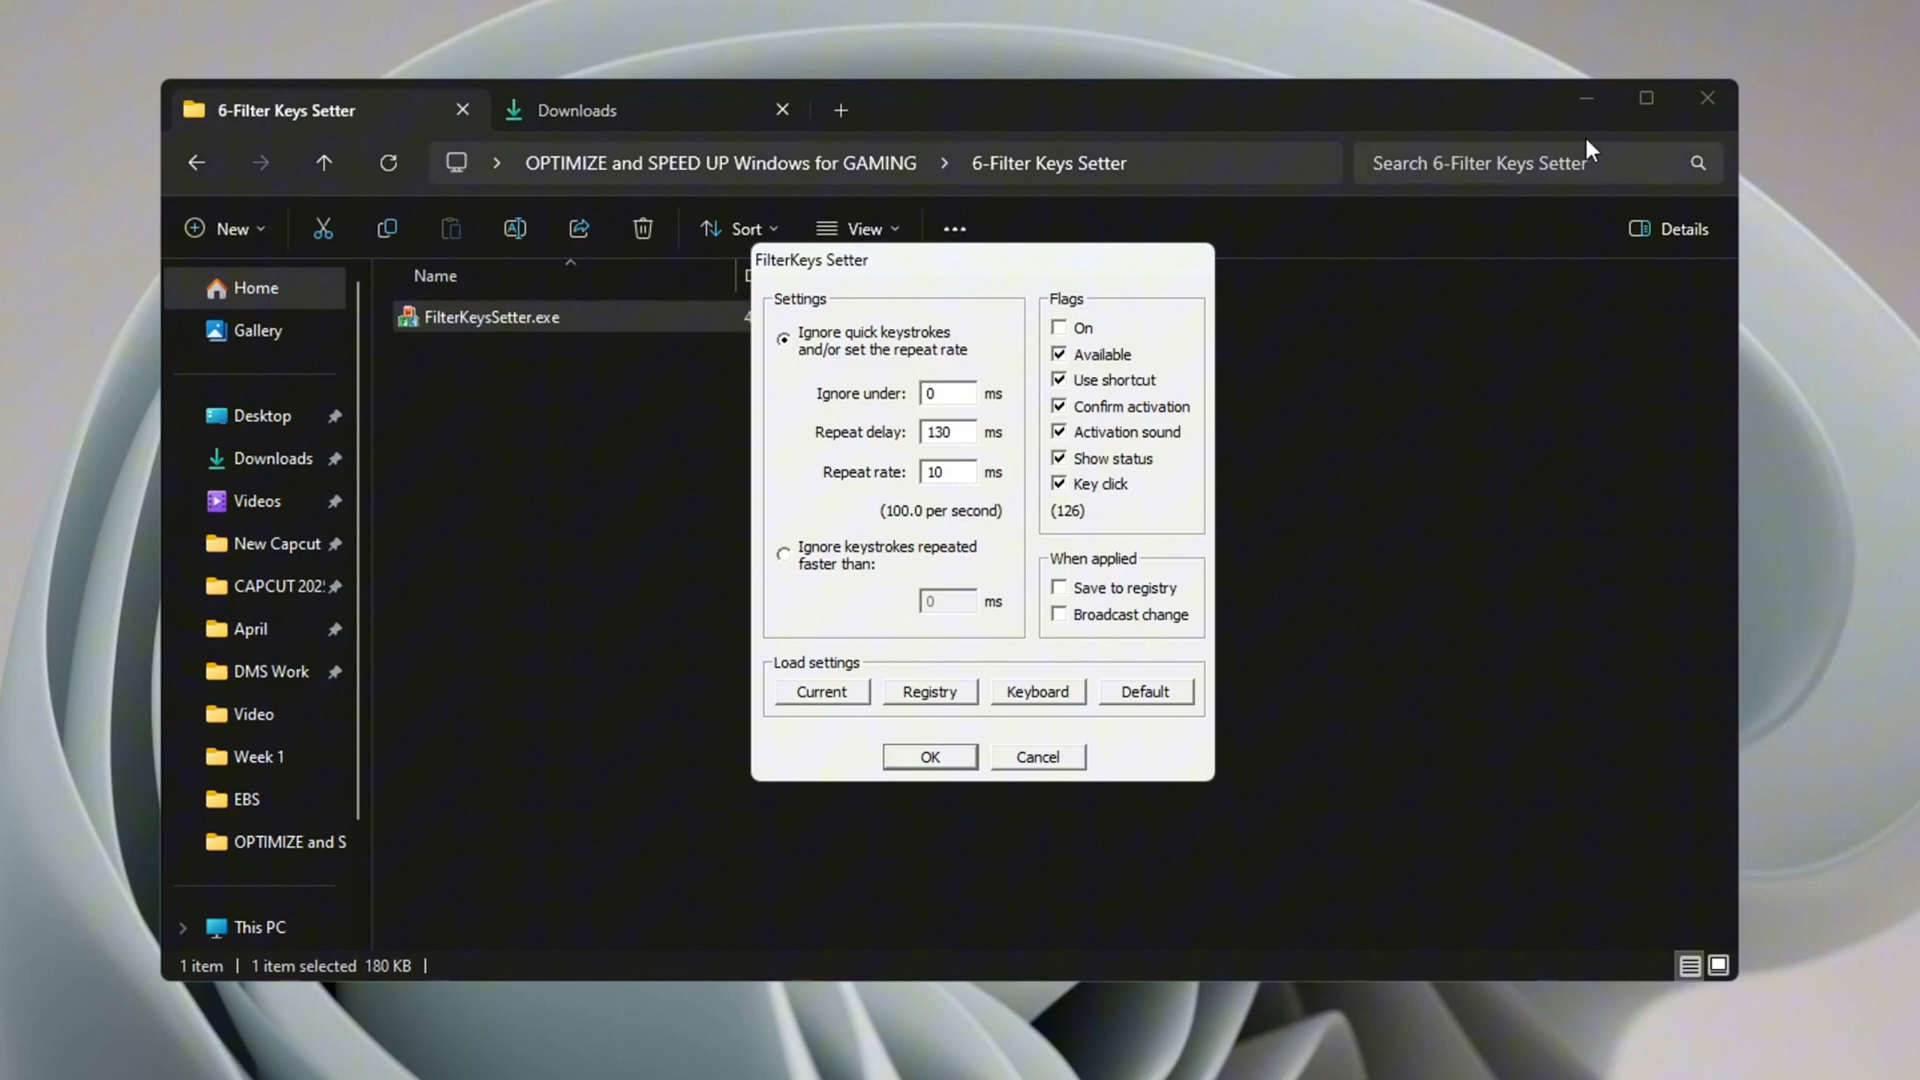 6-Filter Keys Setter
Downloads
OPTIMIZE and SPEED UP Windows for GAMING > 6-Filter Keys Setter
Search 6-Filter Keys Setter
New
Sort
View
Details
Home
Gallery
Desktop
Downloads
Videos
New Capcut
CAPCUT 202
April
DMS Work
Video
Week 1
EBS
OPTIMIZE and S
This PC
Name
FilterKeysSetter.exe
FilterKeys Setter
Settings
Ignore quick keystrokes
and/or set the repeat rate
Ignore under: 0 ms
Repeat delay: 130 ms
Repeat rate: 10 ms
(100.0 per second)
Ignore keystrokes repeated
faster than:
0 ms
Flags
On
Available
Use shortcut
Confirm activation
Activation sound
Show status
Key click
(126)
When applied
Save to registry
Broadcast change
Load settings
Current Registry Keyboard Default
OK Cancel
1 item | 1 item selected 180 KB |